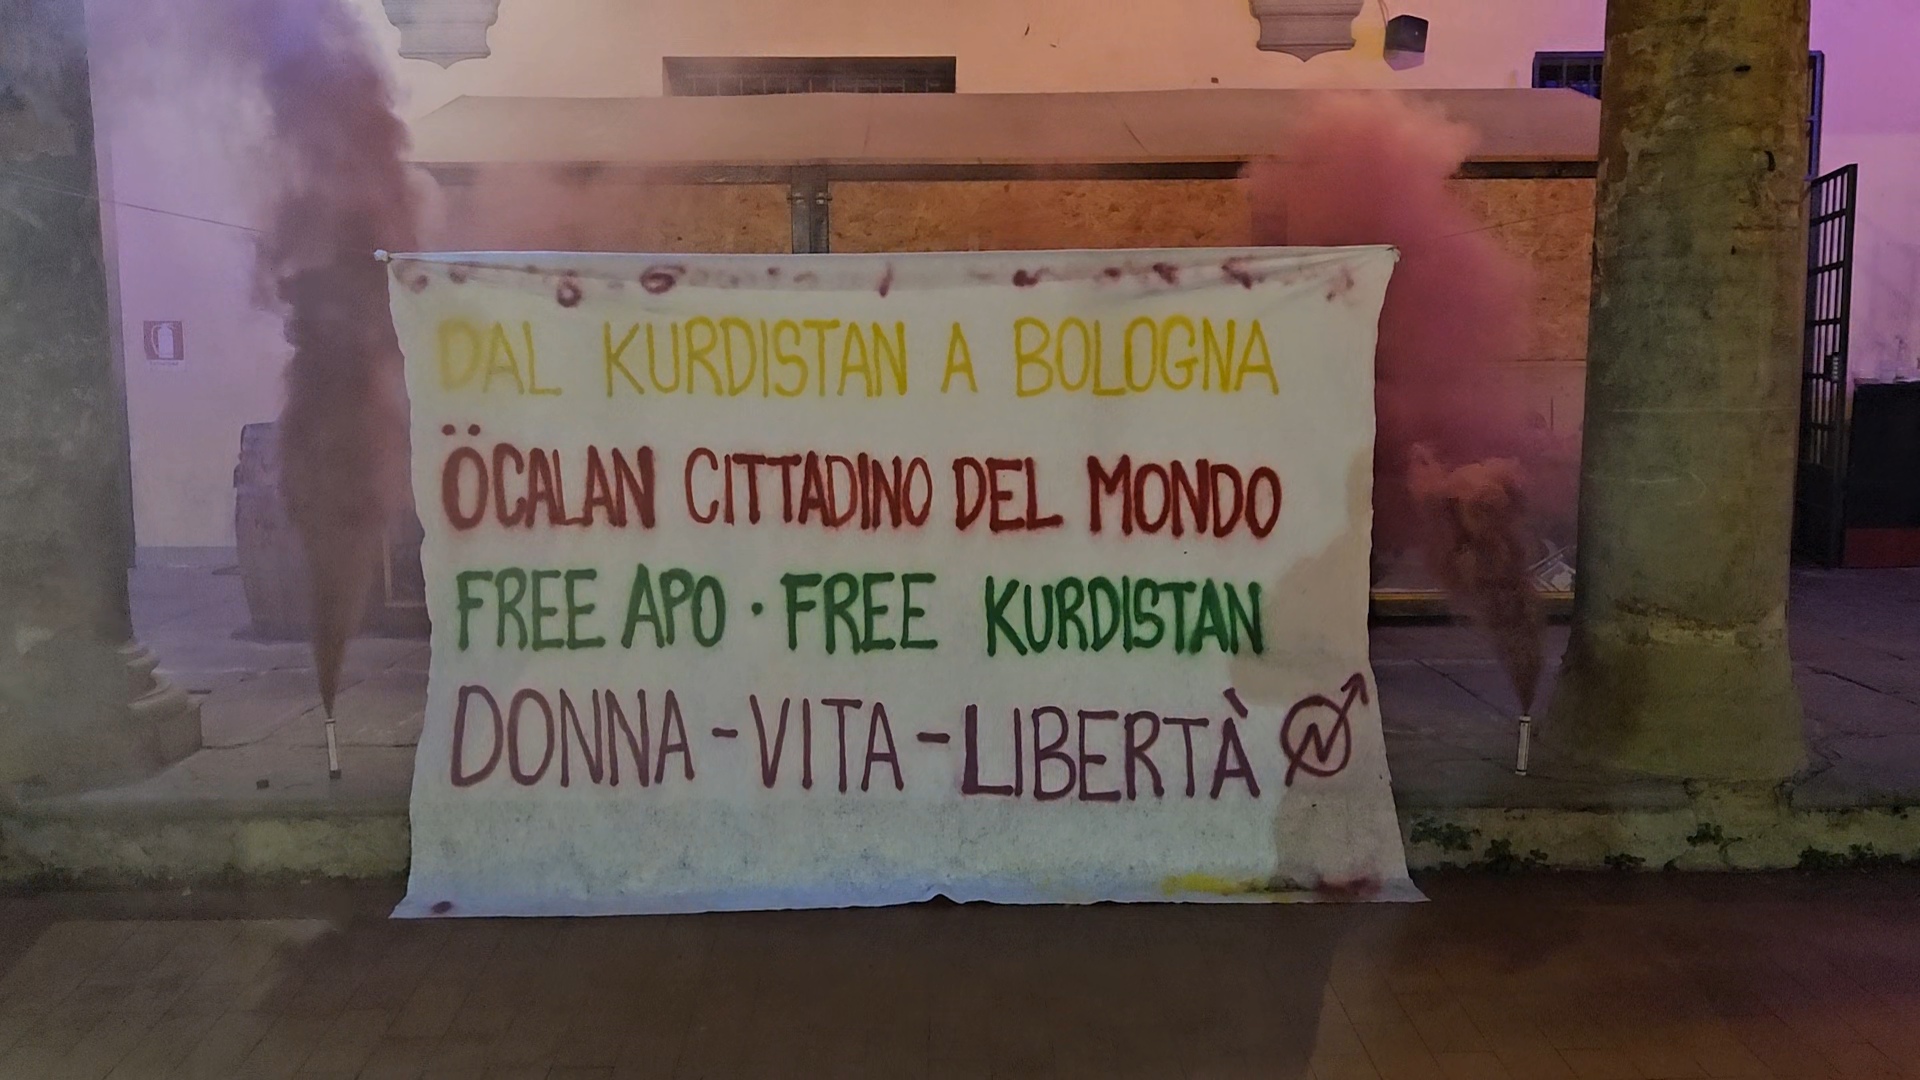 DAL KURDISTAN A BOLOGNA
ÖCALAN CITTADINO DEL MONDO
FREE APO · FREE KURDISTAN
DONNA - VITA - LIBERTÀ